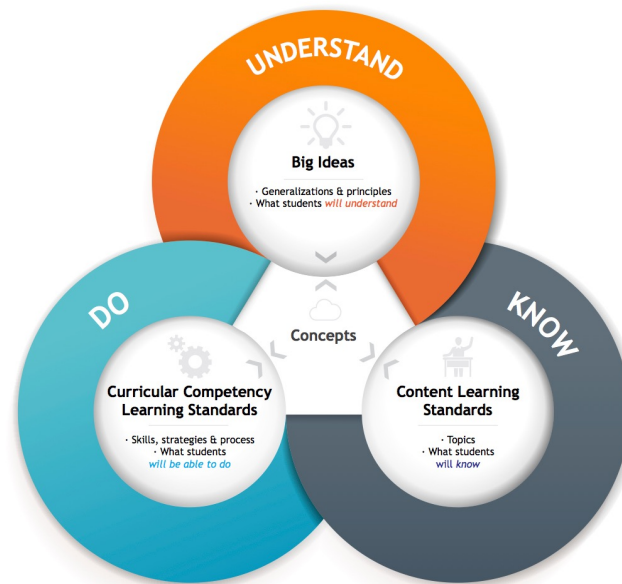 UNDERSTAND
Big Ideas
· Generalizations & principles
· What students will understand
DO
KNOW
Concepts
Curricular Competency
Learning Standards
· Skills, strategies & process
· What students
will be able to do
Content Learning
Standards
· Topics
· What students
will know